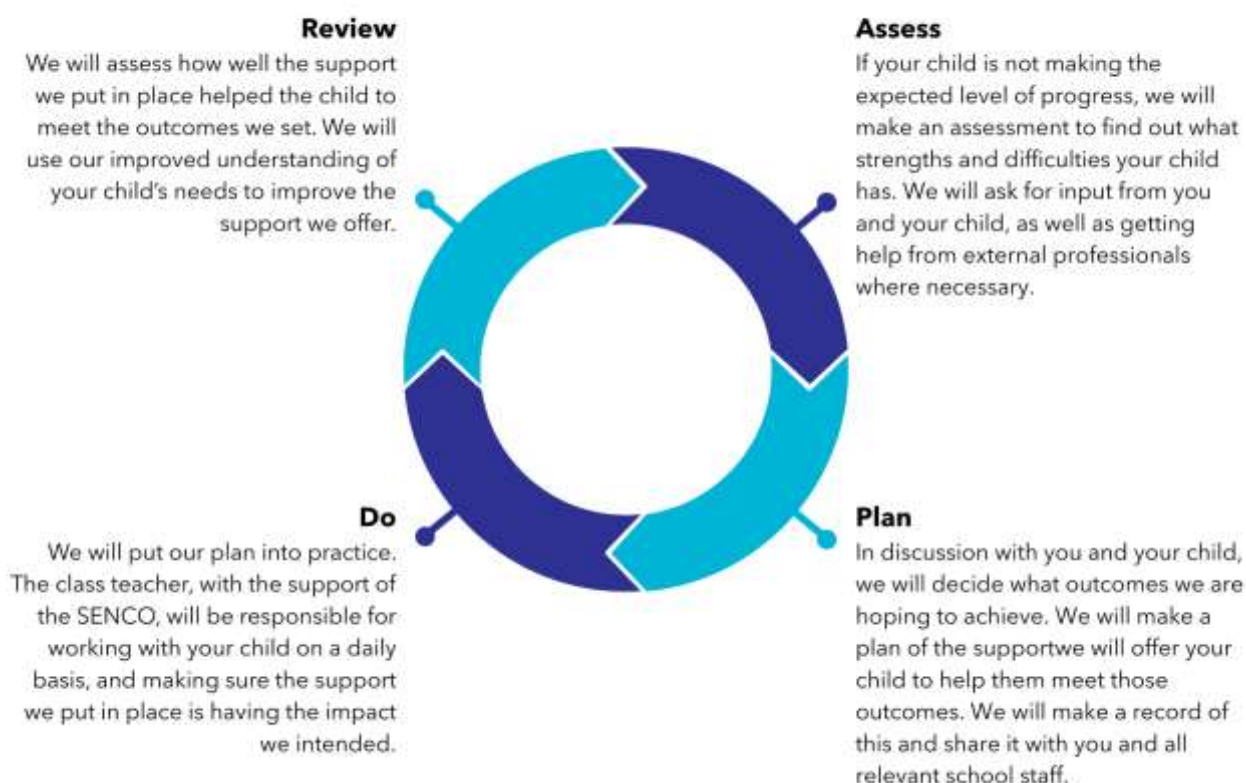 Review
We will assess how well the support
we put in place helped the child to
meet the outcomes we set. We will
use our improved understanding of
your child's needs to improve the
support we offer.
Assess
If your child is not making the
expected level of progress, we will
make an assessment to find out what
strengths and difficulties your child
has. We will ask for input from you
and your child, as well as getting
help from external professionals
where necessary.
Do
We will put our plan into practice.
The class teacher, with the support of
the SENCO, will be responsible for
working with your child on a daily
basis, and making sure the support
we put in place is having the impact
we intended.
Plan
In discussion with you and your child,
we will decide what outcomes we are
hoping to achieve. We will make a
plan of the supportwe will offer your
child to help them meet those
outcomes. We will make a record of
this and share it with you and all
relevant school staff.